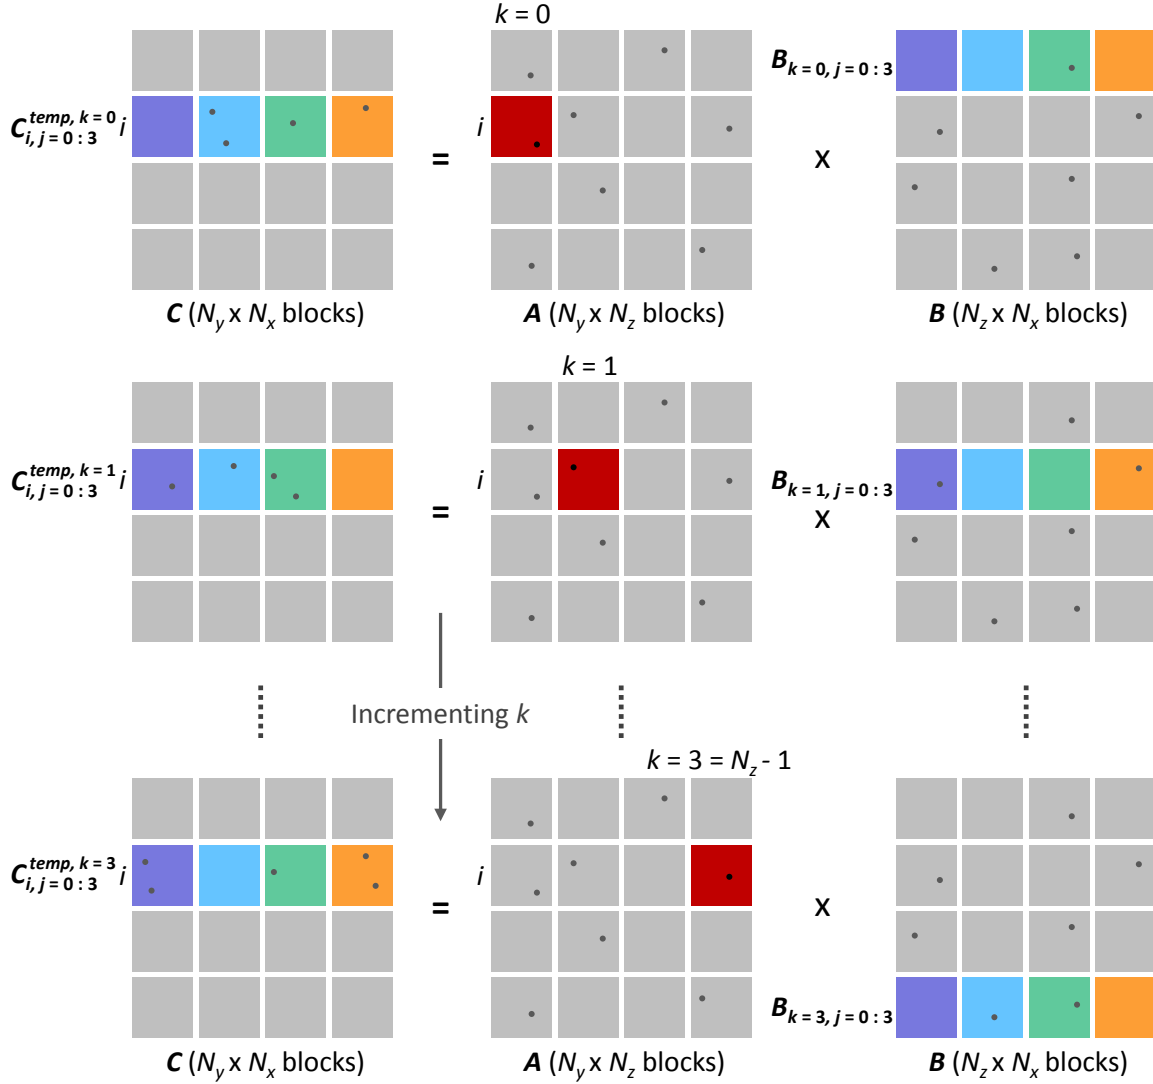 k = 0
C^{temp, k = 0}_{i, j = 0 : 3} i
=
i
x
B_{k = 0, j = 0 : 3}
C (N_y x N_x blocks)
A (N_y x N_z blocks)
B (N_z x N_x blocks)
k = 1
C^{temp, k = 1}_{i, j = 0 : 3} i
=
i
B_{k = 1, j = 0 : 3}
x
Incrementing k
k = 3 = N_z - 1
C^{temp, k = 3}_{i, j = 0 : 3} i
=
i
x
B_{k = 3, j = 0 : 3}
C (N_y x N_x blocks)
A (N_y x N_z blocks)
B (N_z x N_x blocks)